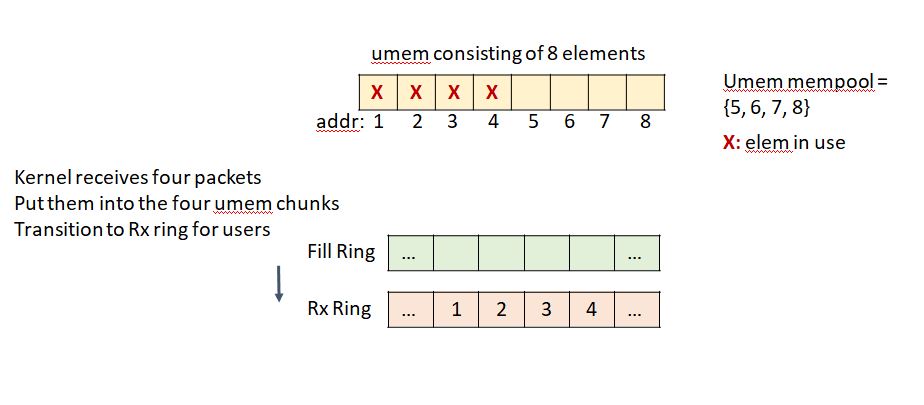 umem consisting of 8 elements
X X X X
addr: 1 2 3 4 5 6 7 8
Umem mempool =
{5, 6, 7, 8}
X: elem in use
Kernel receives four packets
Put them into the four umem chunks
Transition to Rx ring for users
Fill Ring ... ...
Rx Ring ... 1 2 3 4 ...